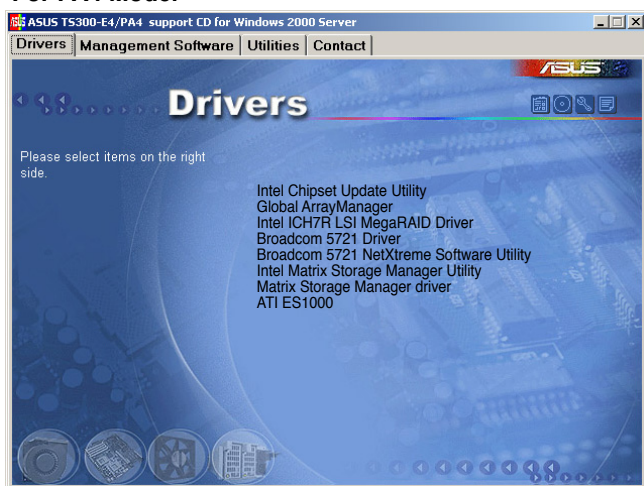 ASUS TS300-E4/PA4 support CD for Windows 2000 Server
Drivers Management Software Utilities Contact
ASUS
Drivers
Please select items on the right
side.
Intel Chipset Update Utility
Global ArrayManager
Intel ICH7R LSI MegaRAID Driver
Broadcom 5721 Driver
Broadcom 5721 NetXtreme Software Utility
Intel Matrix Storage Manager Utility
Matrix Storage Manager driver
ATI ES1000